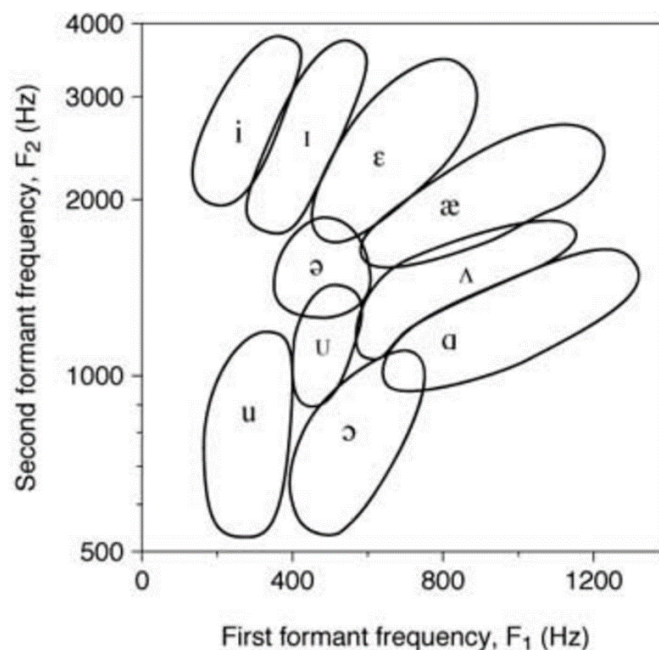 4000
3000
2000
1000
500
Second formant frequency, F₂ (Hz)
i
ɪ
ɛ
æ
ə
ʌ
ʊ
ɑ
u
ɔ
0
400
800
1200
First formant frequency, F₁ (Hz)